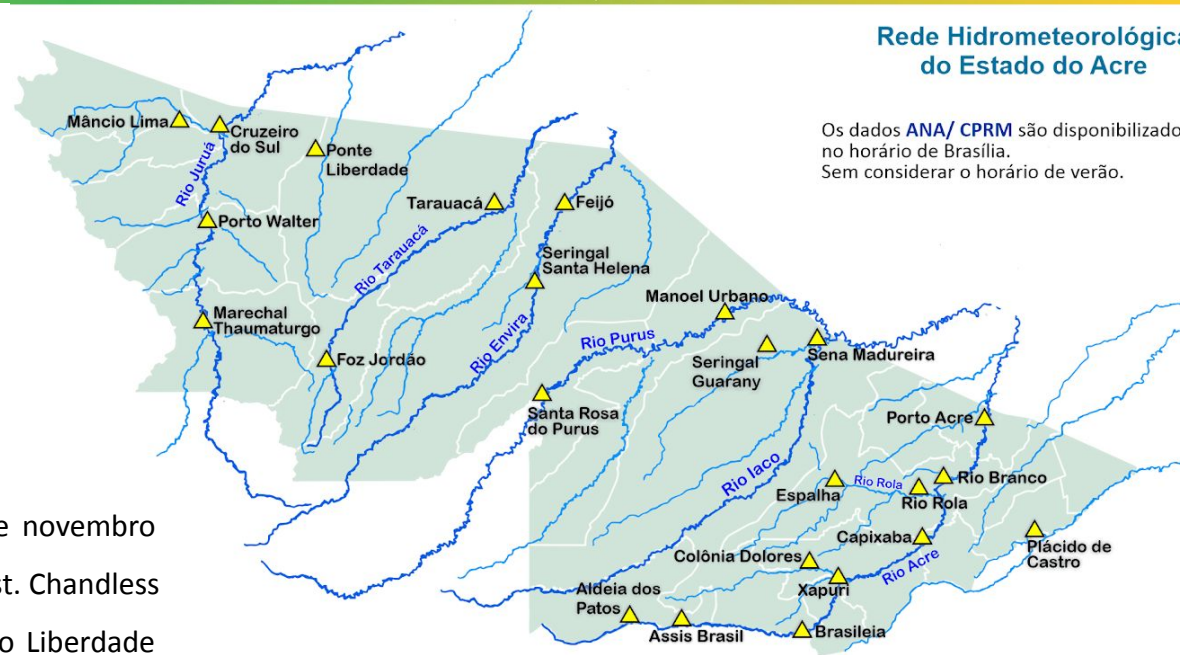 Rede Hidrometeorológica
do Estado do Acre
Os dados ANA/ CPRM são disponibilizado
no horário de Brasília.
Sem considerar o horário de verão.
Mâncio Lima
Cruzeiro
do Sul
Ponte
Liberdade
Rio Juruá
Porto Walter
Tarauacá
Feijó
Rio Tarauacá
Seringal
Santa Helena
Marechal
Thaumaturgo
Foz Jordão
Rio Envira
Manoel Urbano
Rio Purus
Seringal
Guarany
Sena Madureira
Santa Rosa
do Purus
Porto Acre
Rio Iaco
Espalha
Rio Rola
Rio Rola
Rio Branco
Capixaba
Plácido de
Castro
Colônia Dolores
Rio Acre
Xapuri
Aldeia dos
Patos
Assis Brasil
Brasileia
e novembro
st. Chandless
o Liberdade